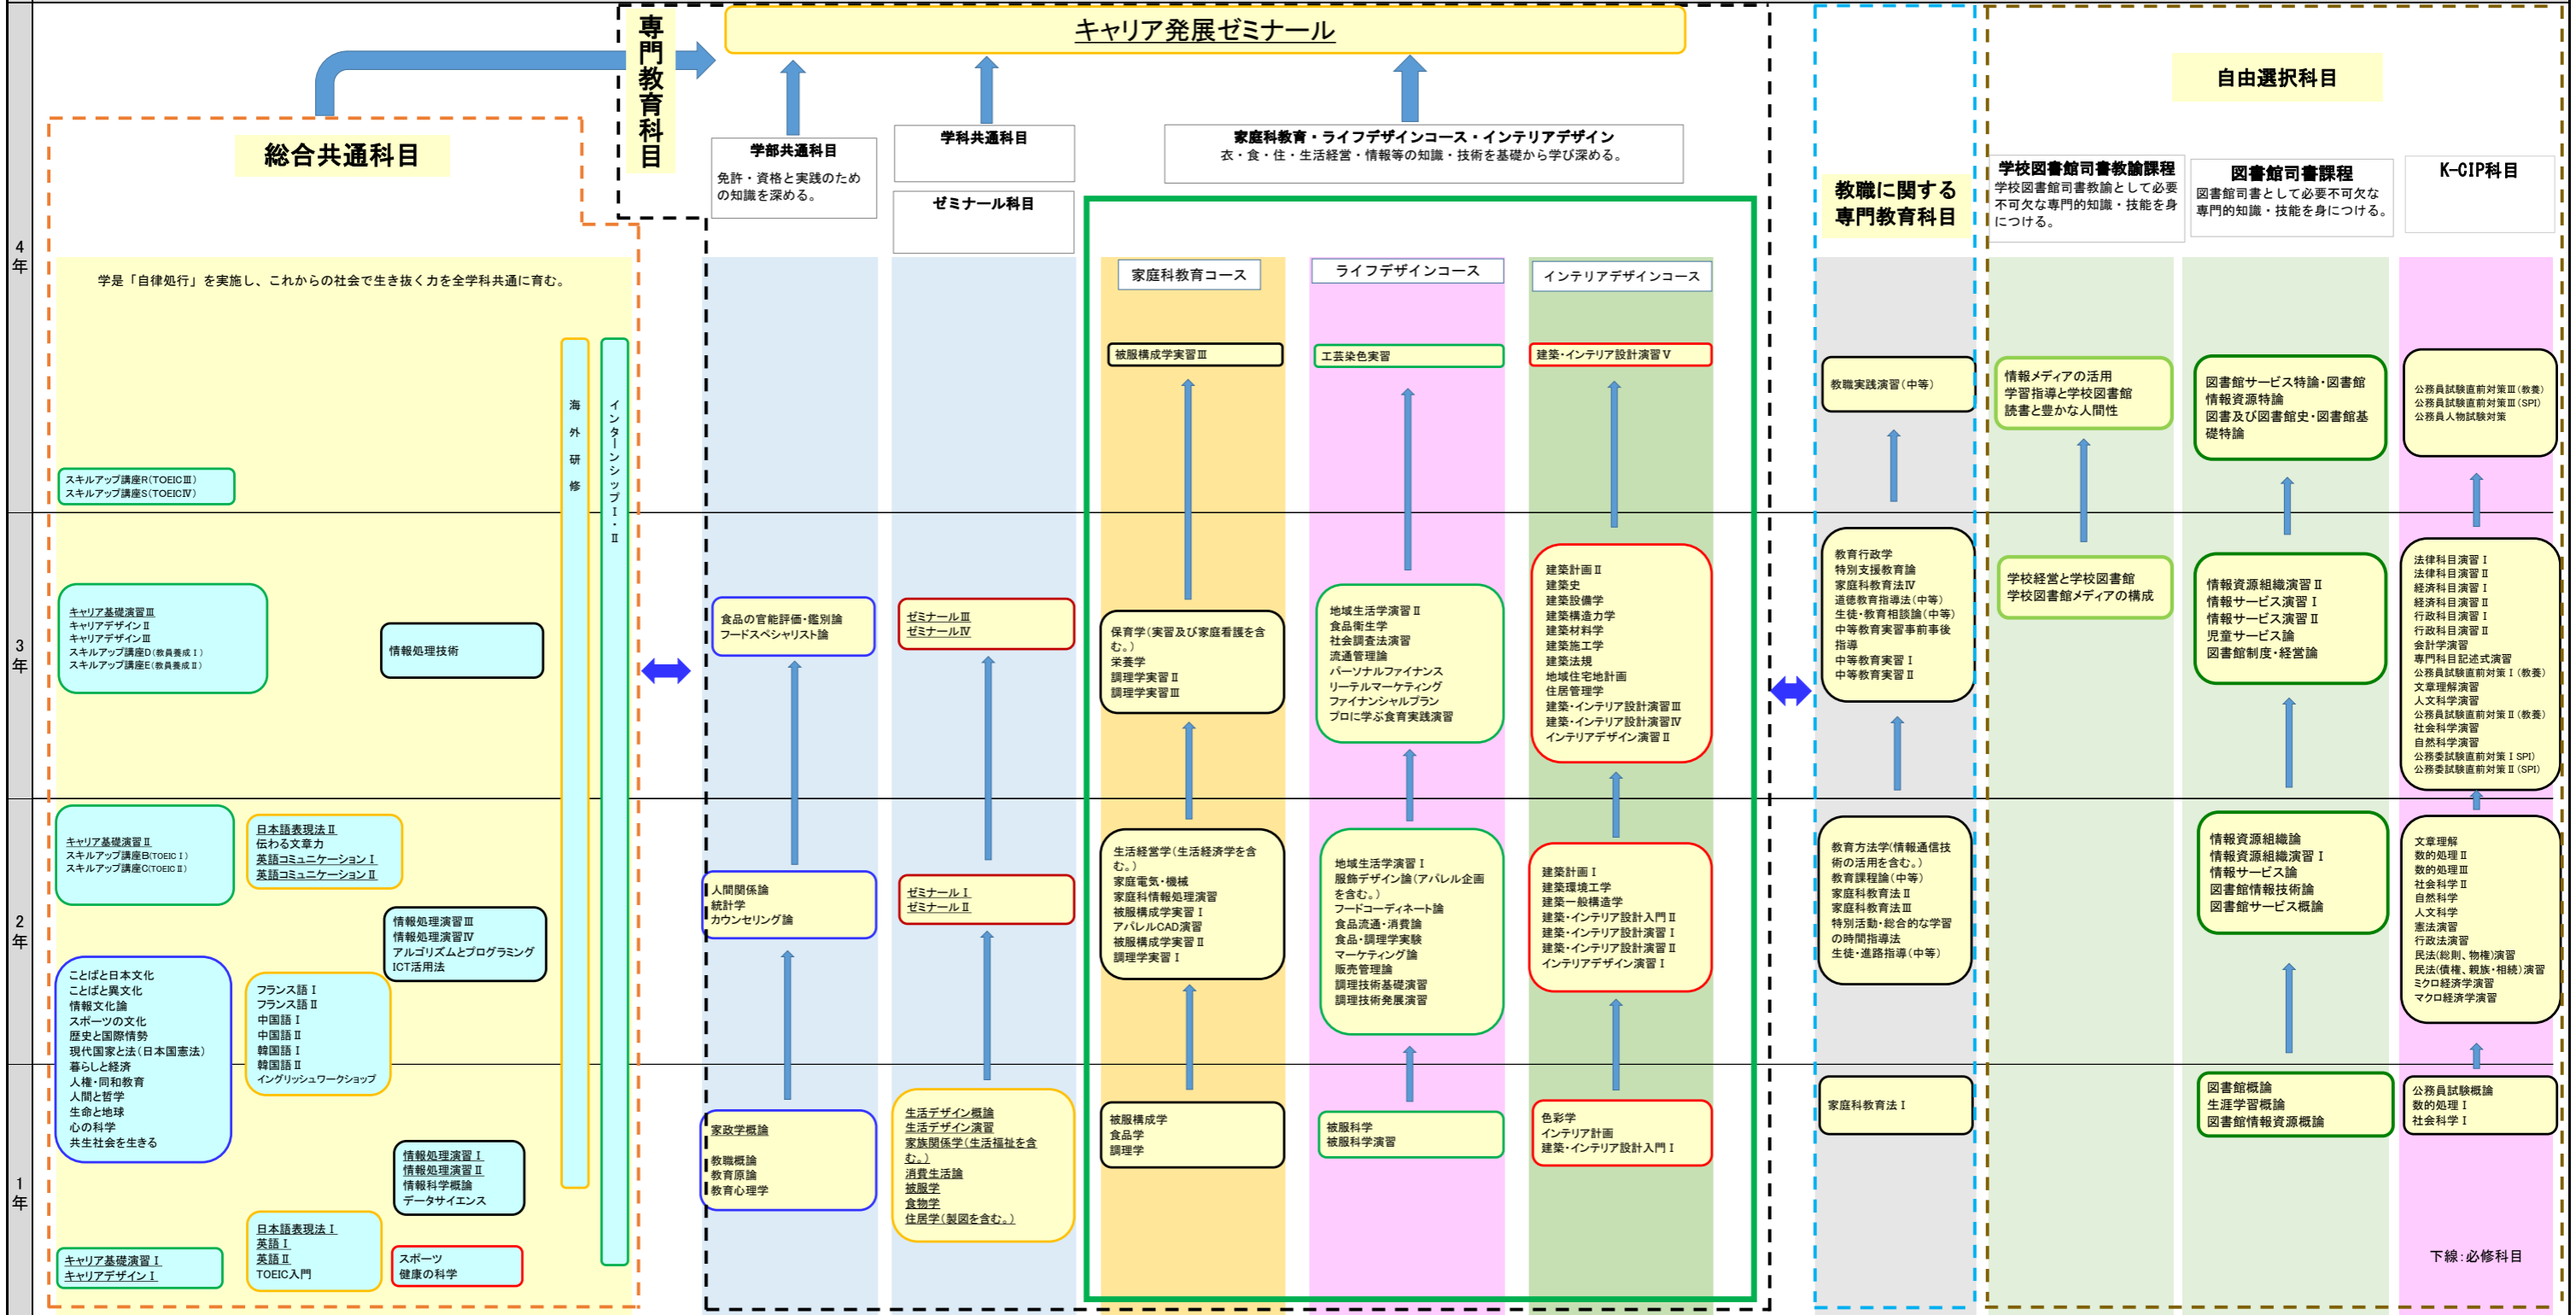 キャリア発展ゼミナール
専門教育科目
自由選択科目
総合共通科目
学部共通科目
免許・資格と実践のため
の知識を深める。
学科共通科目
ゼミナール科目
家庭科教育・ライフデザインコース・インテリアデザイン
衣・食・住・生活経営・情報等の知識・技術を基礎から学び深める。
教職に関する
専門教育科目
学校図書館司書教諭課程
学校図書館司書教諭として必要
不可欠な専門的知識・技能を身
につける。
図書館司書課程
図書館司書として必要不可欠な
専門的知識・技能を身につける。
K-CIP科目
4年
学是「自律処行」を実施し、これからの社会で生き抜く力を全学科共通に育む。
家庭科教育コース
ライフデザインコース
インテリアデザインコース
海外研修
インターンシップⅠ・Ⅱ
スキルアップ講座R(TOEICⅢ)
スキルアップ講座S(TOEICⅣ)
被服構成学実習Ⅲ
工芸染色実習
建築・インテリア設計演習Ⅴ
教職実践演習(中等)
情報メディアの活用
学習指導と学校図書館
読書と豊かな人間性
図書館サービス特論・図書館
情報資源特論
図書及び図書館史・図書館基
礎特論
公務員試験直前対策Ⅲ(教養)
公務員試験直前対策Ⅲ(SPI)
公務員人物試験対策
3年
キャリア基礎演習Ⅲ
キャリアデザインⅡ
キャリアデザインⅢ
スキルアップ講座D(教員養成Ⅰ)
スキルアップ講座E(教員養成Ⅱ)
情報処理技術
食品の官能評価・鑑別論
フードスペシャリスト論
ゼミナールⅢ
ゼミナールⅣ
保育学(実習及び家庭看護を含
む。)
栄養学
調理学実習Ⅱ
調理学実習Ⅲ
地域生活学演習Ⅱ
食品衛生学
社会調査法演習
流通管理論
パーソナルファイナンス
リーテルマーケティング
ファイナンシャルプラン
プロに学ぶ食育実践演習
建築計画Ⅱ
建築史
建築設備学
建築構造力学
建築材料学
建築施工学
建築法規
地域住宅地計画
住居管理学
建築・インテリア設計演習Ⅲ
建築・インテリア設計演習Ⅳ
インテリアデザイン演習Ⅱ
教育行政学
特別支援教育論
家庭科教育法Ⅳ
道徳教育指導法(中等)
生徒・教育相談論(中等)
中等教育実習事前事後
指導
中等教育実習Ⅰ
中等教育実習Ⅱ
学校経営と学校図書館
学校図書館メディアの構成
情報資源組織演習Ⅱ
情報サービス演習Ⅰ
情報サービス演習Ⅱ
児童サービス論
図書館制度・経営論
法律科目演習Ⅰ
法律科目演習Ⅱ
経済科目演習Ⅰ
経済科目演習Ⅱ
行政科目演習Ⅰ
行政科目演習Ⅱ
会計学演習
専門科目記述式演習
公務員試験直前対策Ⅰ(教養)
文章理解演習
人文科学演習
公務員試験直前対策Ⅱ(教養)
社会科学演習
自然科学演習
公務委試験直前対策ⅠSPI)
公務委試験直前対策Ⅱ(SPI)
2年
キャリア基礎演習Ⅱ
スキルアップ講座B(TOEICⅠ)
スキルアップ講座C(TOEICⅡ)
日本語表現法Ⅱ
伝わる文章力
英語コミュニケーションⅠ
英語コミュニケーションⅡ
情報処理演習Ⅲ
情報処理演習Ⅳ
アルゴリズムとプログラミング
ICT活用法
ことばと日本文化
ことばと異文化
情報文化論
スポーツの文化
歴史と国際情勢
現代国家と法(日本国憲法)
暮らしと経済
人権・同和教育
人間と哲学
生命と地球
心の科学
共生社会を生きる
フランス語Ⅰ
フランス語Ⅱ
中国語Ⅰ
中国語Ⅱ
韓国語Ⅰ
韓国語Ⅱ
イングリッシュワークショップ
人間関係論
統計学
カウンセリング論
ゼミナールⅠ
ゼミナールⅡ
生活経営学(生活経済学を含
む。)
家庭電気・機械
家庭科情報処理演習
被服構成学実習Ⅰ
アパレルCAD演習
被服構成学実習Ⅱ
調理学実習Ⅰ
地域生活学演習Ⅰ
服飾デザイン論(アパレル企画
を含む。)
フードコーディネート論
食品流通・消費論
食品・調理学実験
マーケティング論
販売管理論
調理技術基礎演習
調理技術発展演習
建築計画Ⅰ
建築環境工学
建築一般構造学
建築・インテリア設計入門Ⅱ
建築・インテリア設計演習Ⅰ
建築・インテリア設計演習Ⅱ
インテリアデザイン演習Ⅰ
教育方法学(情報通信技
術の活用を含む。)
教育課程論(中等)
家庭科教育法Ⅱ
家庭科教育法Ⅲ
特別活動・総合的な学習
の時間指導法
生徒・進路指導(中等)
情報資源組織論
情報資源組織演習Ⅰ
情報サービス論
図書館情報技術論
図書館サービス概論
文章理解
数的処理Ⅱ
数的処理Ⅲ
社会科学Ⅱ
自然科学
人文科学
憲法演習
行政法演習
民法(総則、物権)演習
民法(債権、親族・相続)演習
ミクロ経済学演習
マクロ経済学演習
1年
情報処理演習Ⅰ
情報処理演習Ⅱ
情報科学概論
データサイエンス
キャリア基礎演習Ⅰ
キャリアデザインⅠ
日本語表現法Ⅰ
英語Ⅰ
英語Ⅱ
TOEIC入門
スポーツ
健康の科学
家政学概論
教職概論
教育原論
教育心理学
生活デザイン概論
生活デザイン演習
家族関係学(生活福祉を含
む。)
消費生活論
被服学
食物学
住居学(製図を含む。)
被服構成学
食品学
調理学
被服科学
被服科学演習
色彩学
インテリア計画
建築・インテリア設計入門Ⅰ
家庭科教育法Ⅰ
図書館概論
生涯学習概論
図書館情報資源概論
公務員試験概論
数的処理Ⅰ
社会科学Ⅰ
下線:必修科目